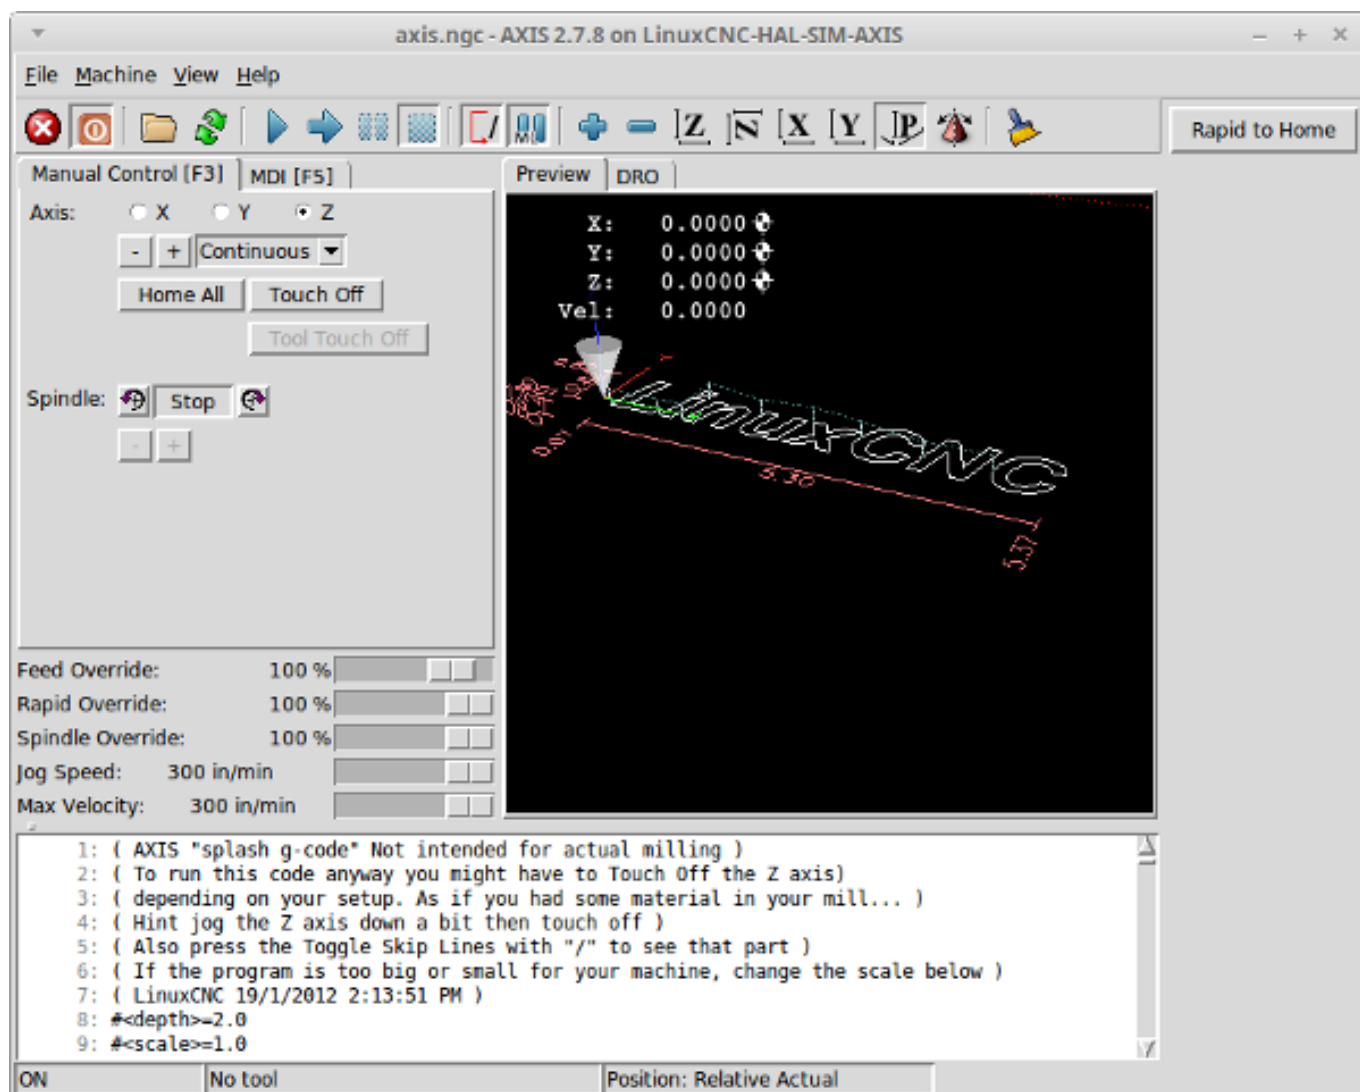 axis.ngc - AXIS 2.7.8 on LinuxCNC-HAL-SIM-AXIS
File Machine View Help
Rapid to Home
Manual Control [F3] MDI [F5]
Preview DRO
Axis: X Y Z
- + Continuous
Home All Touch Off
Tool Touch Off
Spindle: Stop
- +
X: 0.0000
Y: 0.0000
Z: 0.0000
Vel: 0.0000
LinuxCNC
5.37
Feed Override: 100 %
Rapid Override: 100 %
Spindle Override: 100 %
Jog Speed: 300 in/min
Max Velocity: 300 in/min
1: ( AXIS "splash g-code" Not intended for actual milling )
2: ( To run this code anyway you might have to Touch Off the Z axis)
3: ( depending on your setup. As if you had some material in your mill... )
4: ( Hint jog the Z axis down a bit then touch off )
5: ( Also press the Toggle Skip Lines with "/" to see that part )
6: ( If the program is too big or small for your machine, change the scale below )
7: ( LinuxCNC 19/1/2012 2:13:51 PM )
8: #<depth>=2.0
9: #<scale>=1.0
ON No tool Position: Relative Actual